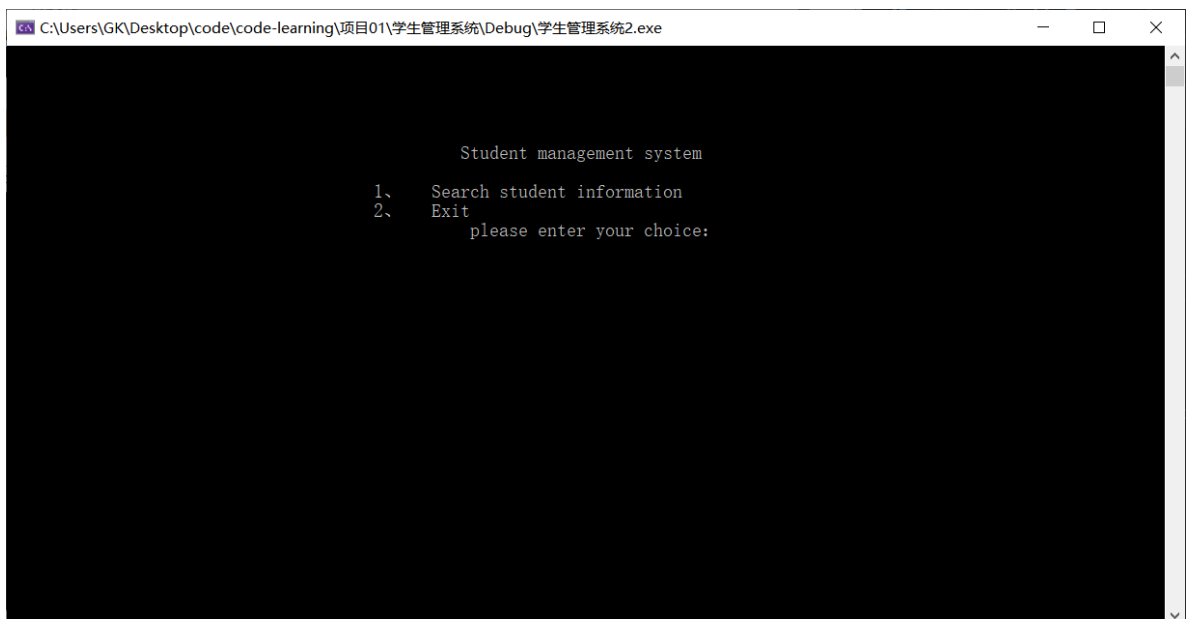 C:\Users\GK\Desktop\code\code-learning\项目01\学生管理系统\Debug\学生管理系统2.exe
Student management system
1、 Search student information
2、 Exit
please enter your choice: